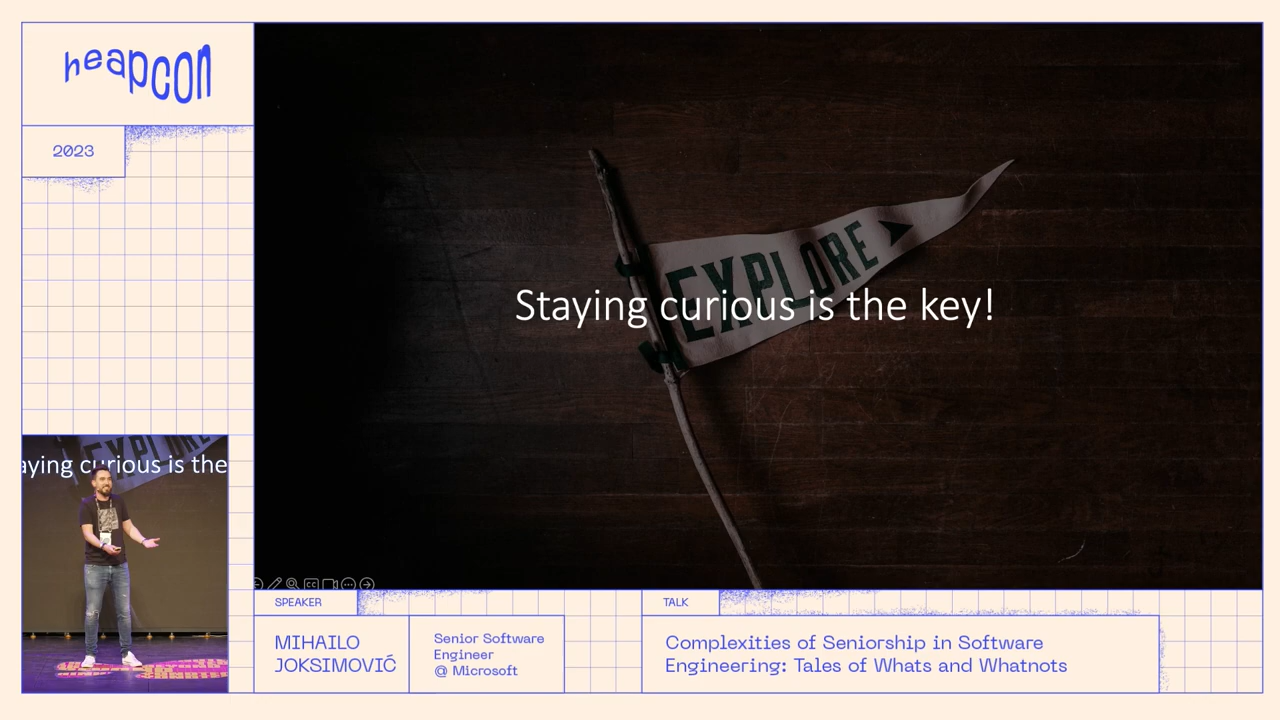 heapcon
2023
EXPLORE
Staying curious is the key!
EXPLORE
aying curious is the
SPEAKER
MIHAILO
JOKSIMOVIĆ
Senior Software
Engineer
@ Microsoft
TALK
Complexities of Seniorship in Software
Engineering: Tales of Whats and Whatnots